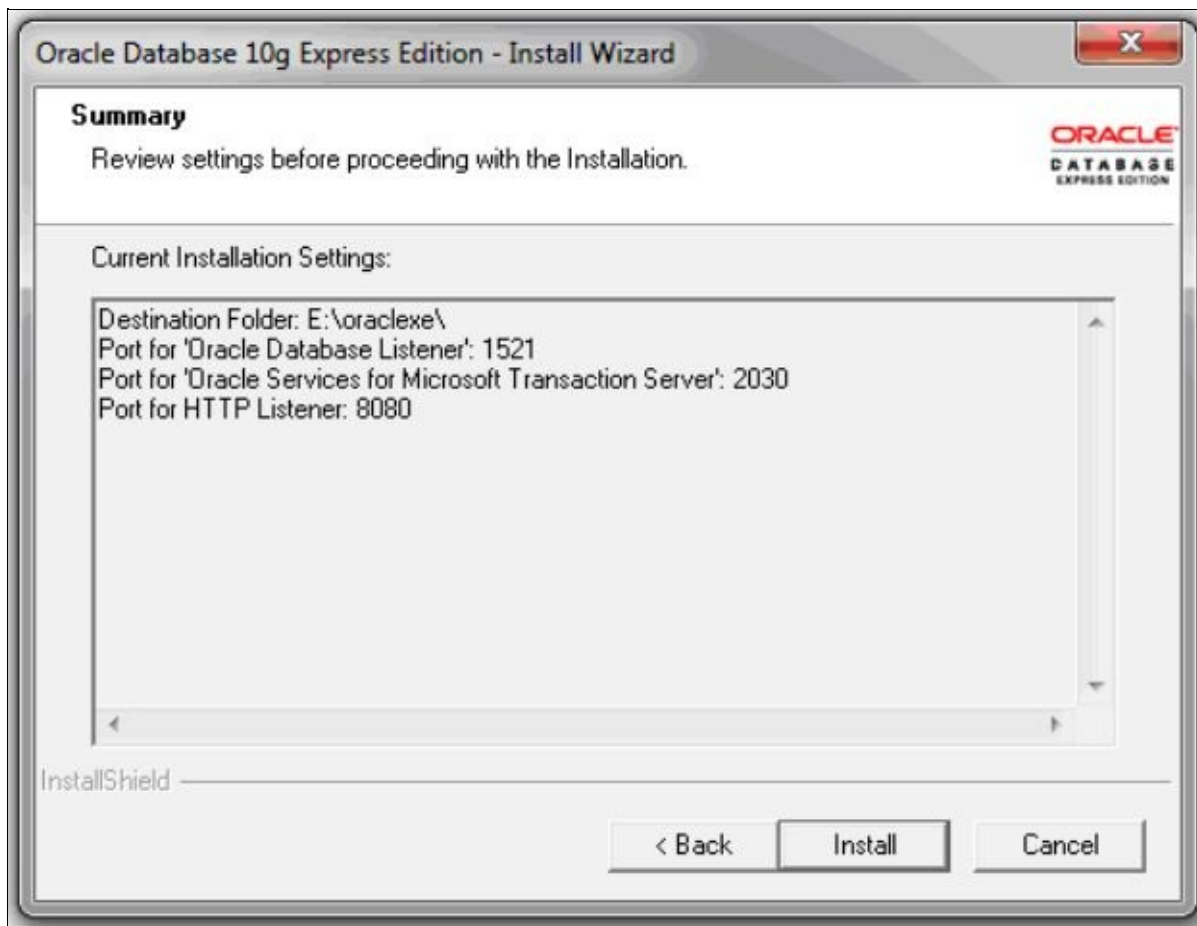 Oracle Database 10g Express Edition - Install Wizard
Summary
Review settings before proceeding with the Installation.
ORACLE
DATABASE
EXPRESS EDITION
Current Installation Settings:
Destination Folder: E:\oraclexe\
Port for 'Oracle Database Listener': 1521
Port for 'Oracle Services for Microsoft Transaction Server': 2030
Port for HTTP Listener: 8080
InstallShield
< Back
Install
Cancel